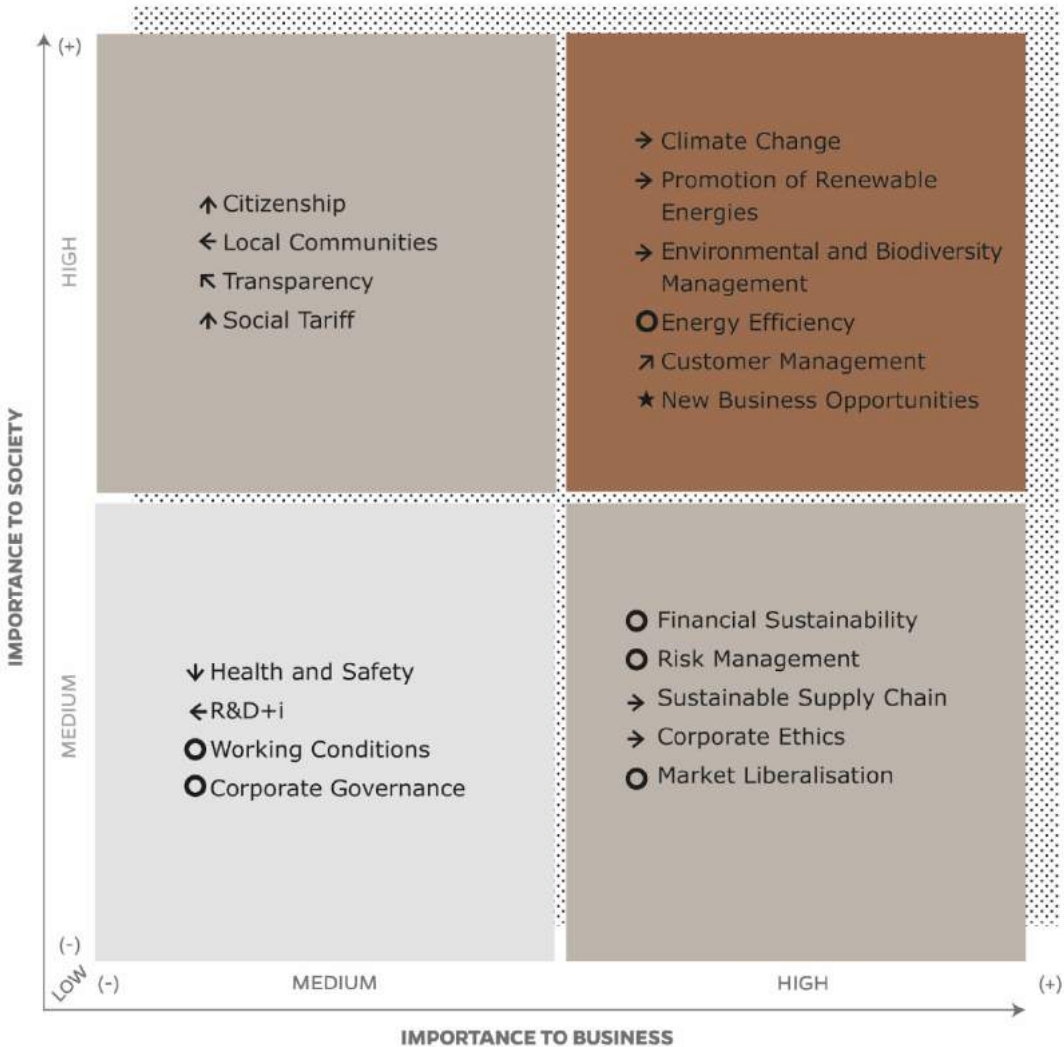 (+)
↑ Citizenship
← Local Communities
↖ Transparency
↑ Social Tariff
→ Climate Change
→ Promotion of Renewable
Energies
→ Environmental and Biodiversity
Management
O Energy Efficiency
↗ Customer Management
★ New Business Opportunities
HIGH
IMPORTANCE TO SOCIETY
MEDIUM
↓ Health and Safety
← R&D+i
O Working Conditions
O Corporate Governance
O Financial Sustainability
O Risk Management
→ Sustainable Supply Chain
→ Corporate Ethics
O Market Liberalisation
(-)
LOW
(-)
MEDIUM
HIGH
(+)
IMPORTANCE TO BUSINESS